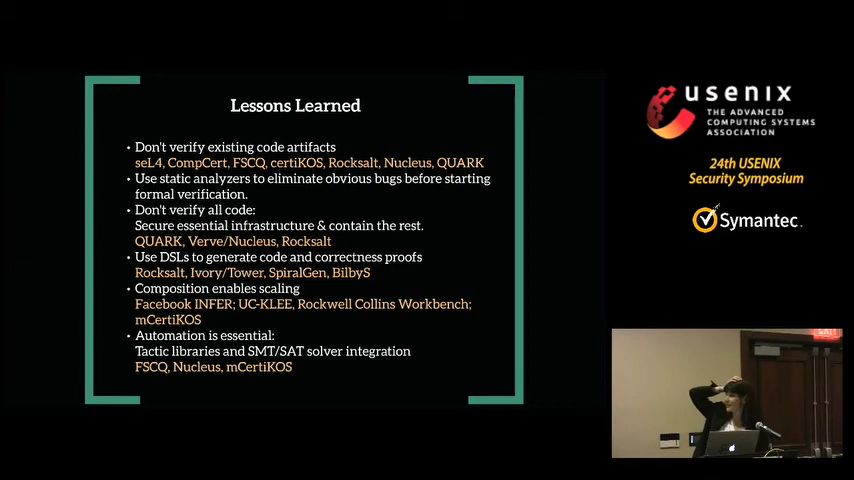 Lessons Learned
• Don't verify existing code artifacts
seL4, CompCert, FSCQ, certiKOS, Rocksalt, Nucleus, QUARK
• Use static analyzers to eliminate obvious bugs before starting
formal verification.
• Don't verify all code:
Secure essential infrastructure & contain the rest.
QUARK, Verve/Nucleus, Rocksalt
• Use DSLs to generate code and correctness proofs
Rocksalt, Ivory/Tower, SpiralGen, BilbyS
• Composition enables scaling
Facebook INFER; UC-KLEE, Rockwell Collins Workbench;
mCertiKOS
• Automation is essential:
Tactic libraries and SMT/SAT solver integration
FSCQ, Nucleus, mCertiKOS
usenix
THE ADVANCED
COMPUTING SYSTEMS
ASSOCIATION
24th USENIX
Security Symposium
Symantec.